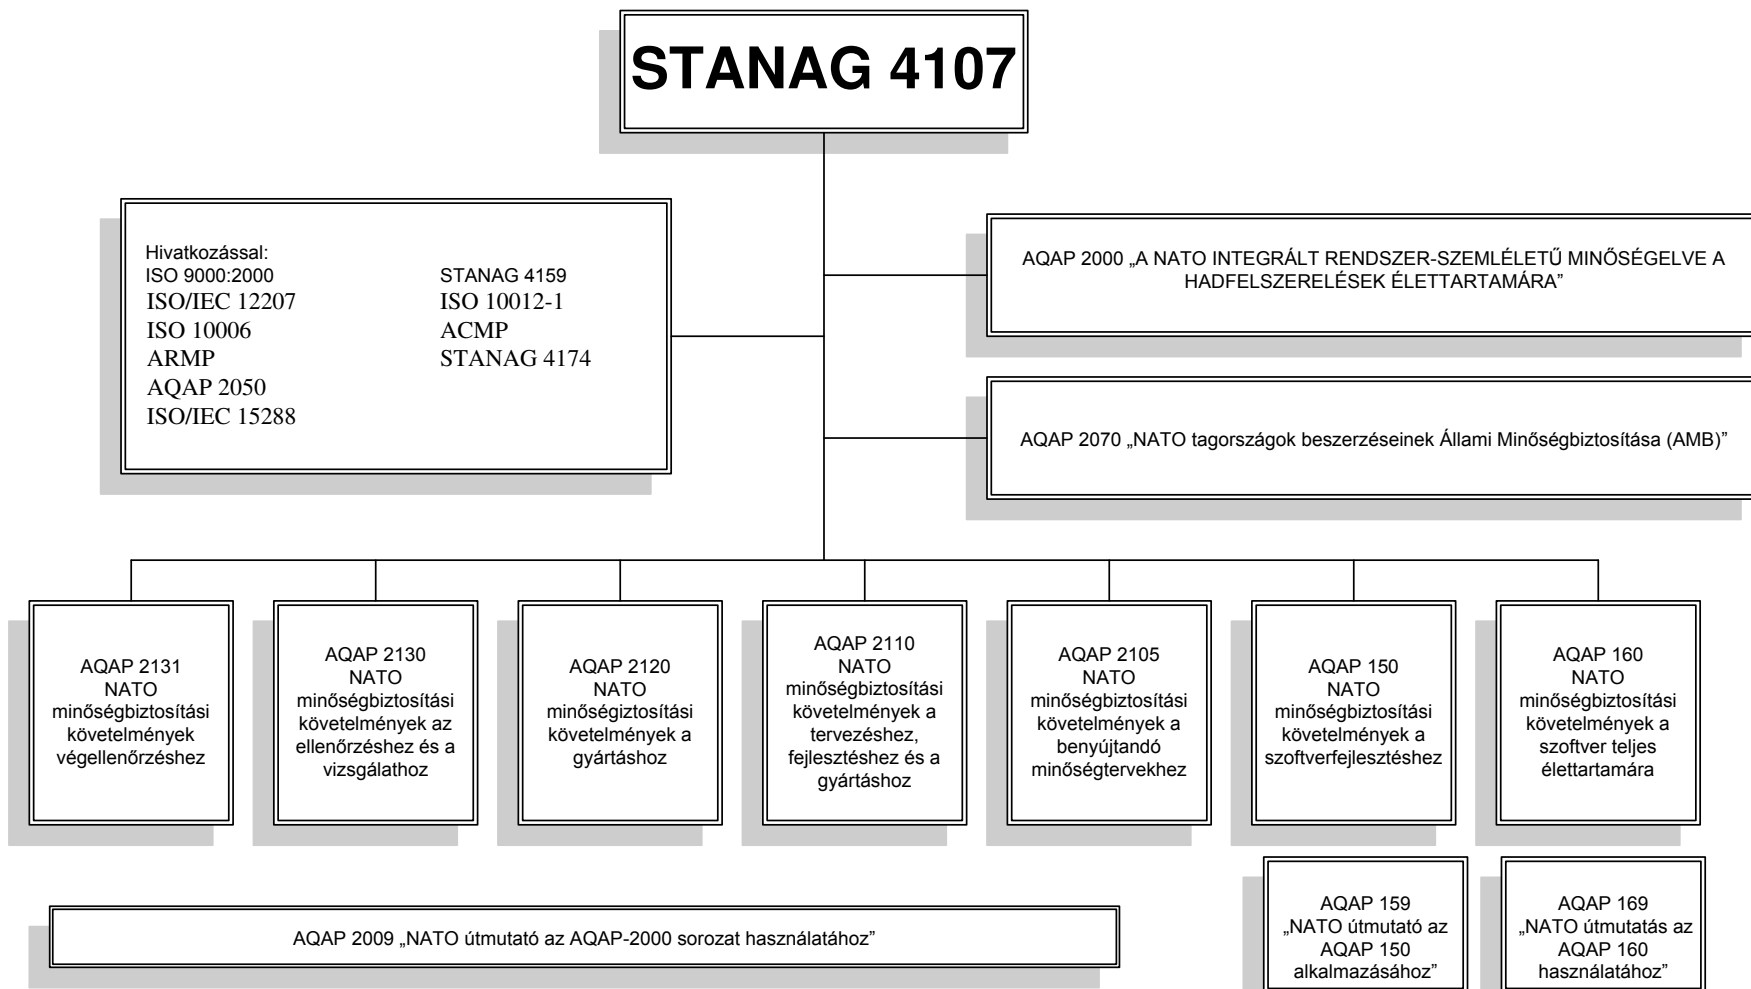 STANAG 4107
Hivatkozással:
ISO 9000:2000
ISO/IEC 12207
ISO 10006
ARMP
AQAP 2050
ISO/IEC 15288
STANAG 4159
ISO 10012-1
ACMP
STANAG 4174
AQAP 2000 „A NATO INTEGRÁLT RENDSZER-SZEMLÉLETŰ MINŐSÉGELVE A
HADFELSZERELÉSEK ÉLETTARTAMÁRA”
AQAP 2070 „NATO tagországok beszerzéseinek Állami Minőségbiztosítása (AMB)”
AQAP 2131
NATO
minőségbiztosítási
követelmények
végellenőrzéshez
AQAP 2130
NATO
minőségbiztosítási
követelmények az
ellenőrzéshez és a
vizsgálathoz
AQAP 2120
NATO
minőségiztosítási
követelmények a
gyártáshoz
AQAP 2110
NATO
minőségbiztosítási
követelmények a
tervezéshez,
fejlesztéshez és a
gyártáshoz
AQAP 2105
NATO
minőségbiztosítási
követelmények a
benyújtandó
minőségtervekhez
AQAP 150
NATO
minőségbiztosítási
követelmények a
szoftverfejlesztéshez
AQAP 160
NATO
minőségbiztosítási
követelmények a
szoftver teljes
élettartamára
AQAP 2009 „NATO útmutató az AQAP-2000 sorozat használatához”
AQAP 159
„NATO útmutató az
AQAP 150
alkalmazásához”
AQAP 169
„NATO útmutatás az
AQAP 160
használatához”